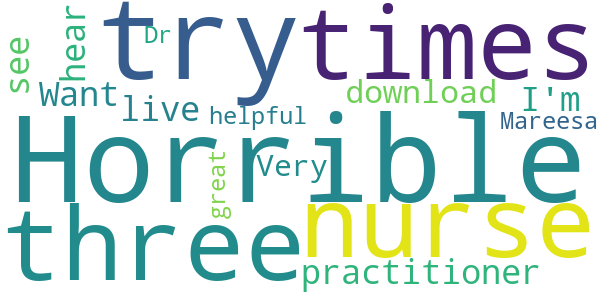 see
hear
try
Dr
times
Want
live
helpful
download
I'm
Mareesa
Horrible
great
Very
three
nurse
practitioner